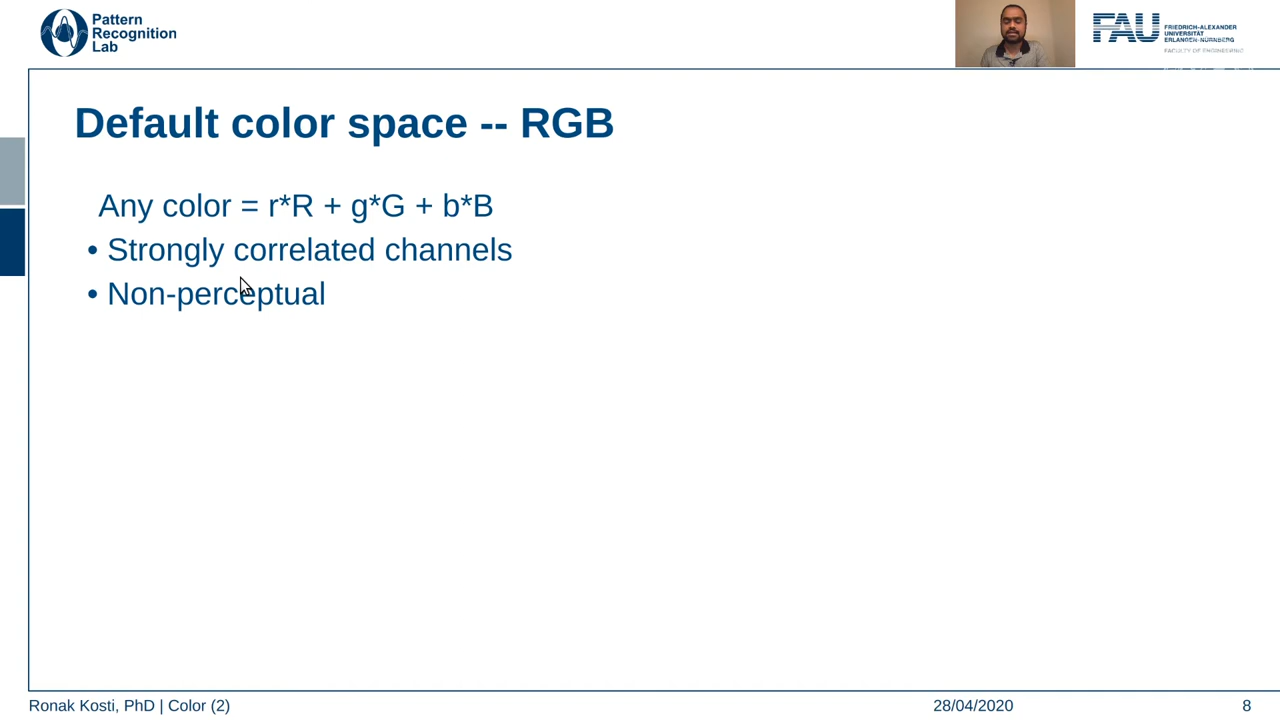 Pattern
Recognition
Lab
FAU
FRIEDRICH-ALEXANDER
UNIVERSITÄT
ERLANGEN-NÜRNBERG
FACULTY OF ENGINEERING
Default color space -- RGB
Any color = r*R + g*G + b*B
• Strongly correlated channels
• Non-perceptual
Ronak Kosti, PhD | Color (2)
28/04/2020
8